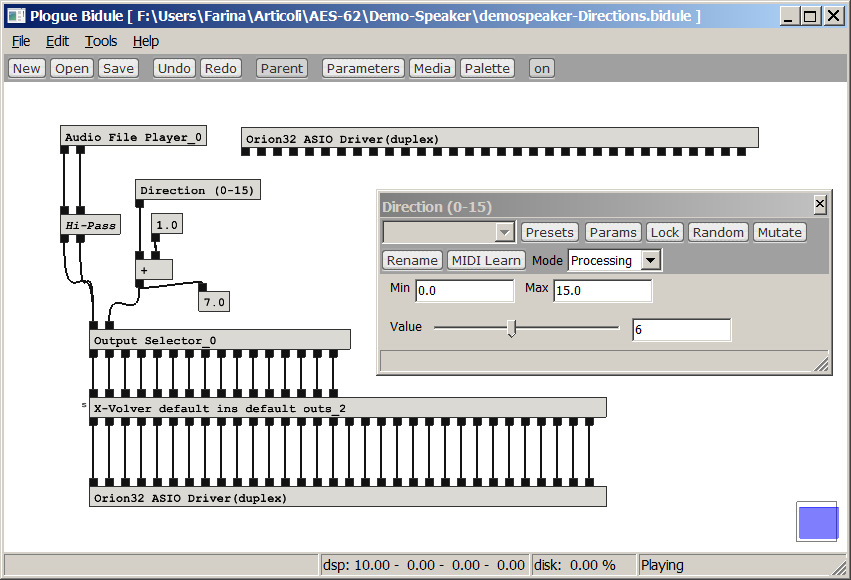 Plogue Bidule [ F:\Users\Farina\Articoli\AES-62\Demo-Speaker\demospeaker-Directions.bidule ]
File Edit Tools Help
New Open Save Undo Redo Parent Parameters Media Palette on
Audio File Player_0
Orion32 ASIO Driver(duplex)
Direction (0-15)
Hi-Pass
1.0
+
7.0
Output Selector_0
s
X-Volver default ins default outs_2
Orion32 ASIO Driver(duplex)
Direction (0-15)
Presets Params Lock Random Mutate
Rename MIDI Learn Mode Processing
Min 0.0 Max 15.0
Value 6
dsp: 10.00 - 0.00 - 0.00 - 0.00 disk: 0.00 % Playing